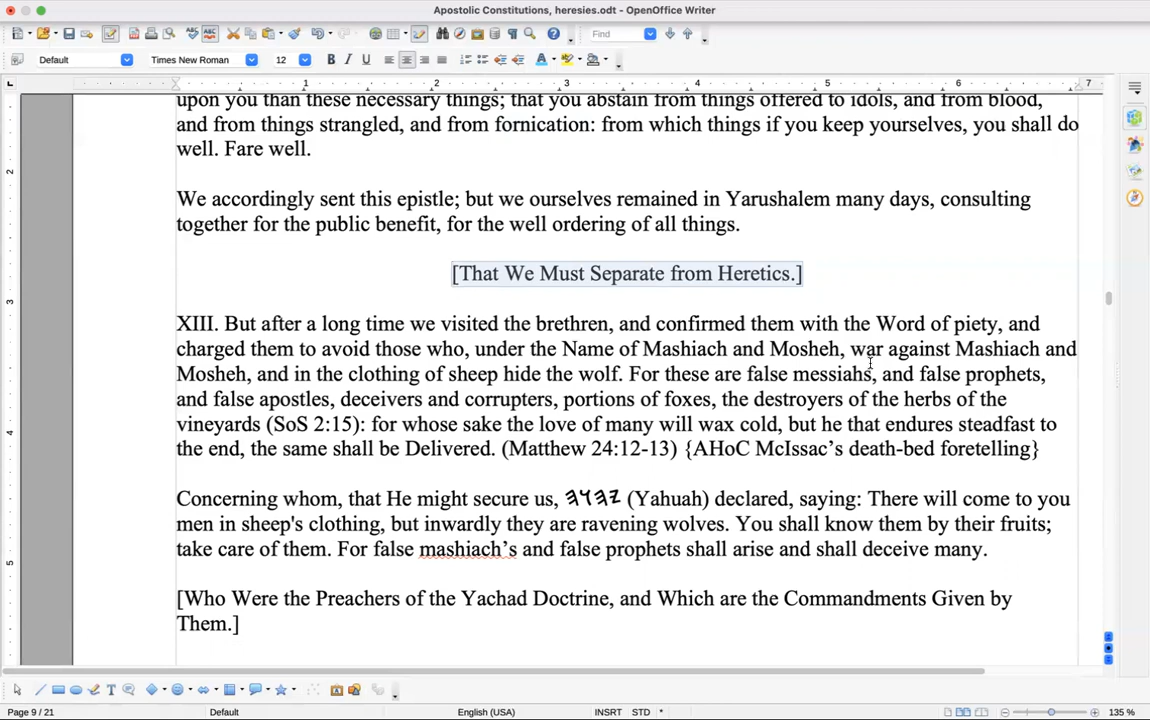 Apostolic Constitutions, heresies.odt - OpenOffice Writer
Find
Default
Times New Roman
12
B I U
1 2 3 4 5 6 7
upon you than these necessary things; that you abstain from things offered to idols, and from blood,
and from things strangled, and from fornication: from which things if you keep yourselves, you shall do
well. Fare well.
We accordingly sent this epistle; but we ourselves remained in Yarushalem many days, consulting
together for the public benefit, for the well ordering of all things.
[That We Must Separate from Heretics.]
XIII. But after a long time we visited the brethren, and confirmed them with the Word of piety, and
charged them to avoid those who, under the Name of Mashiach and Mosheh, war against Mashiach and
Mosheh, and in the clothing of sheep hide the wolf. For these are false messiahs, and false prophets,
and false apostles, deceivers and corrupters, portions of foxes, the destroyers of the herbs of the
vineyards (SoS 2:15): for whose sake the love of many will wax cold, but he that endures steadfast to
the end, the same shall be Delivered. (Matthew 24:12-13) {AHoC McIssac’s death-bed foretelling}
Concerning whom, that He might secure us, 𐤄𐤅𐤄𐤉 (Yahuah) declared, saying: There will come to you
men in sheep's clothing, but inwardly they are ravening wolves. You shall know them by their fruits;
take care of them. For false mashiach’s and false prophets shall arise and shall deceive many.
[Who Were the Preachers of the Yachad Doctrine, and Which are the Commandments Given by
Them.]
2
3
4
5
Page 9 / 21
Default
English (USA)
INSRT
STD
*
135 %